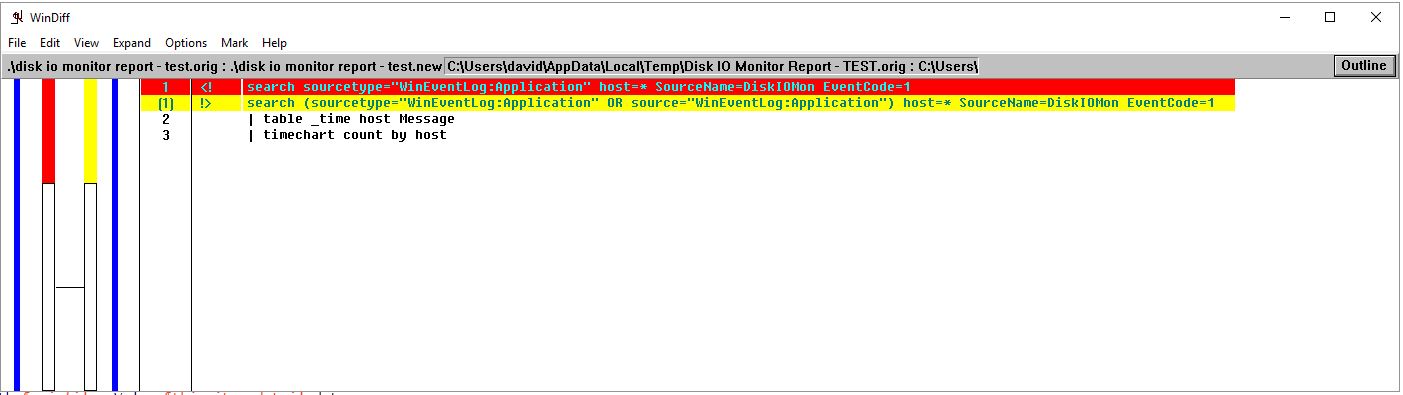 WinDiff
File Edit View Expand Options Mark Help
.\disk io monitor report - test.orig : .\disk io monitor report - test.new C:\Users\david\AppData\Local\Temp\Disk IO Monitor Report - TEST.orig : C:\Users\ Outline
1 <! search sourcetype="WinEventLog:Application" host=* SourceName=DiskIOMon EventCode=1
(1) !> search (sourcetype="WinEventLog:Application" OR source="WinEventLog:Application") host=* SourceName=DiskIOMon EventCode=1
2 | table _time host Message
3 | timechart count by host